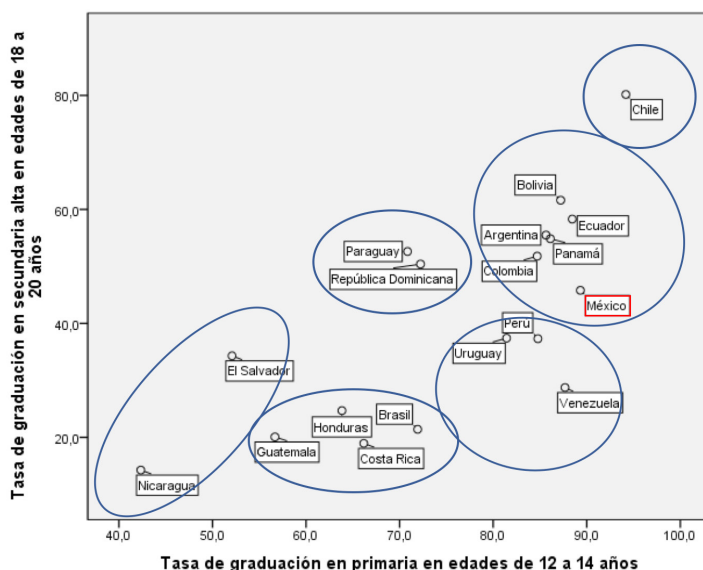 Tasa de graduación en secundaria alta en edades de 18 a
20 años
80,0
60,0
40,0
20,0
Chile
Bolivia
Ecuador
Argentina
Panamá
Paraguay
República Dominicana
Colombia
México
Perú
Uruguay
El Salvador
Venezuela
Brasil
Honduras
Guatemala
Costa Rica
Nicaragua
40,0 50,0 60,0 70,0 80,0 90,0 100,0
Tasa de graduación en primaria en edades de 12 a 14 años